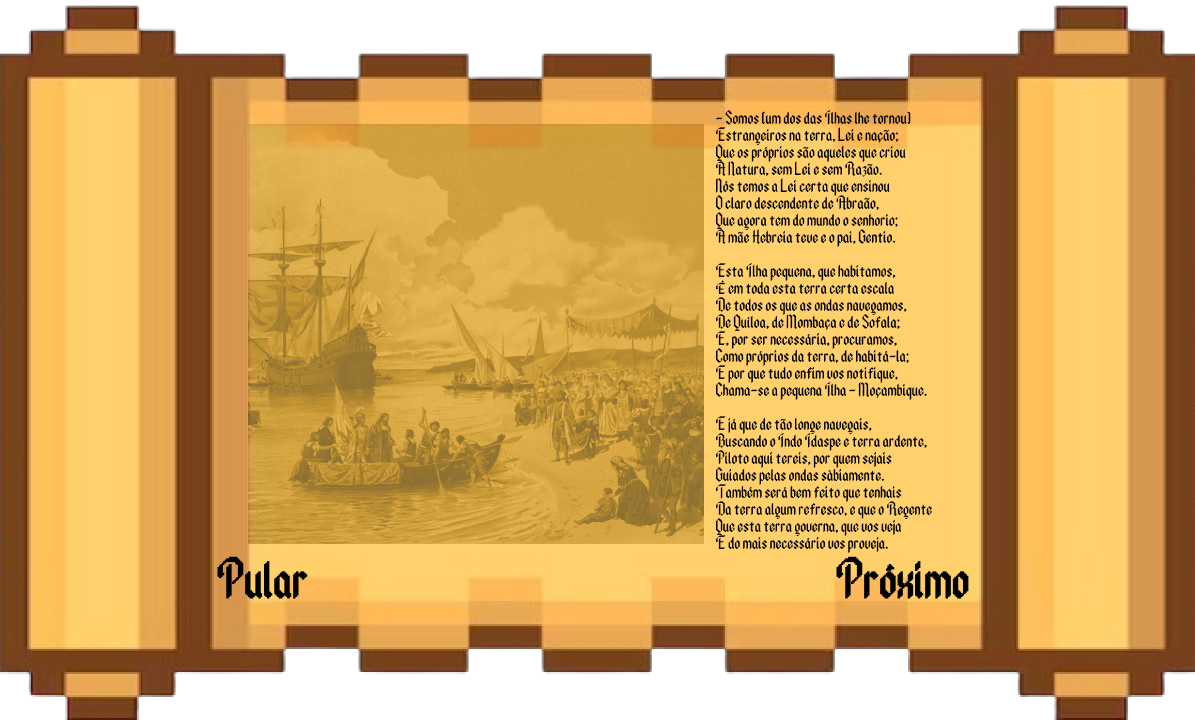 - Somos (um dos das Ilhas lhe tornou)
Estrangeiros na terra, Lei e nação;
Que os próprios são aqueles que criou
A Natura, sem Lei e sem Razão.
Nós temos a Lei certa que ensinou
O claro descendente de Abraão,
Que agora tem do mundo o senhorio;
A mãe Hebreia teve e o pai, Gentio.

Esta Ilha pequena, que habitamos,
É em toda esta terra certa escala
De todos os que as ondas navegamos,
De Quíloa, de Mombaça e de Sofala;
E, por ser necessária, procuramos,
Como próprios da terra, de habitá-la;
E por que tudo enfim vos notifique,
Chama-se a pequena Ilha - Moçambique.

E já que de tão longe navegais,
Buscando o Indo Idaspe e terra ardente,
Piloto aqui tereis, por quem sejais
Guiados pelas ondas sàbiamente.
Também será bem feito que tenhais
Da terra algum refresco, e que o Regente
Que esta terra governa, que vos veja
E do mais necessário vos proveja.
Pular
Próximo